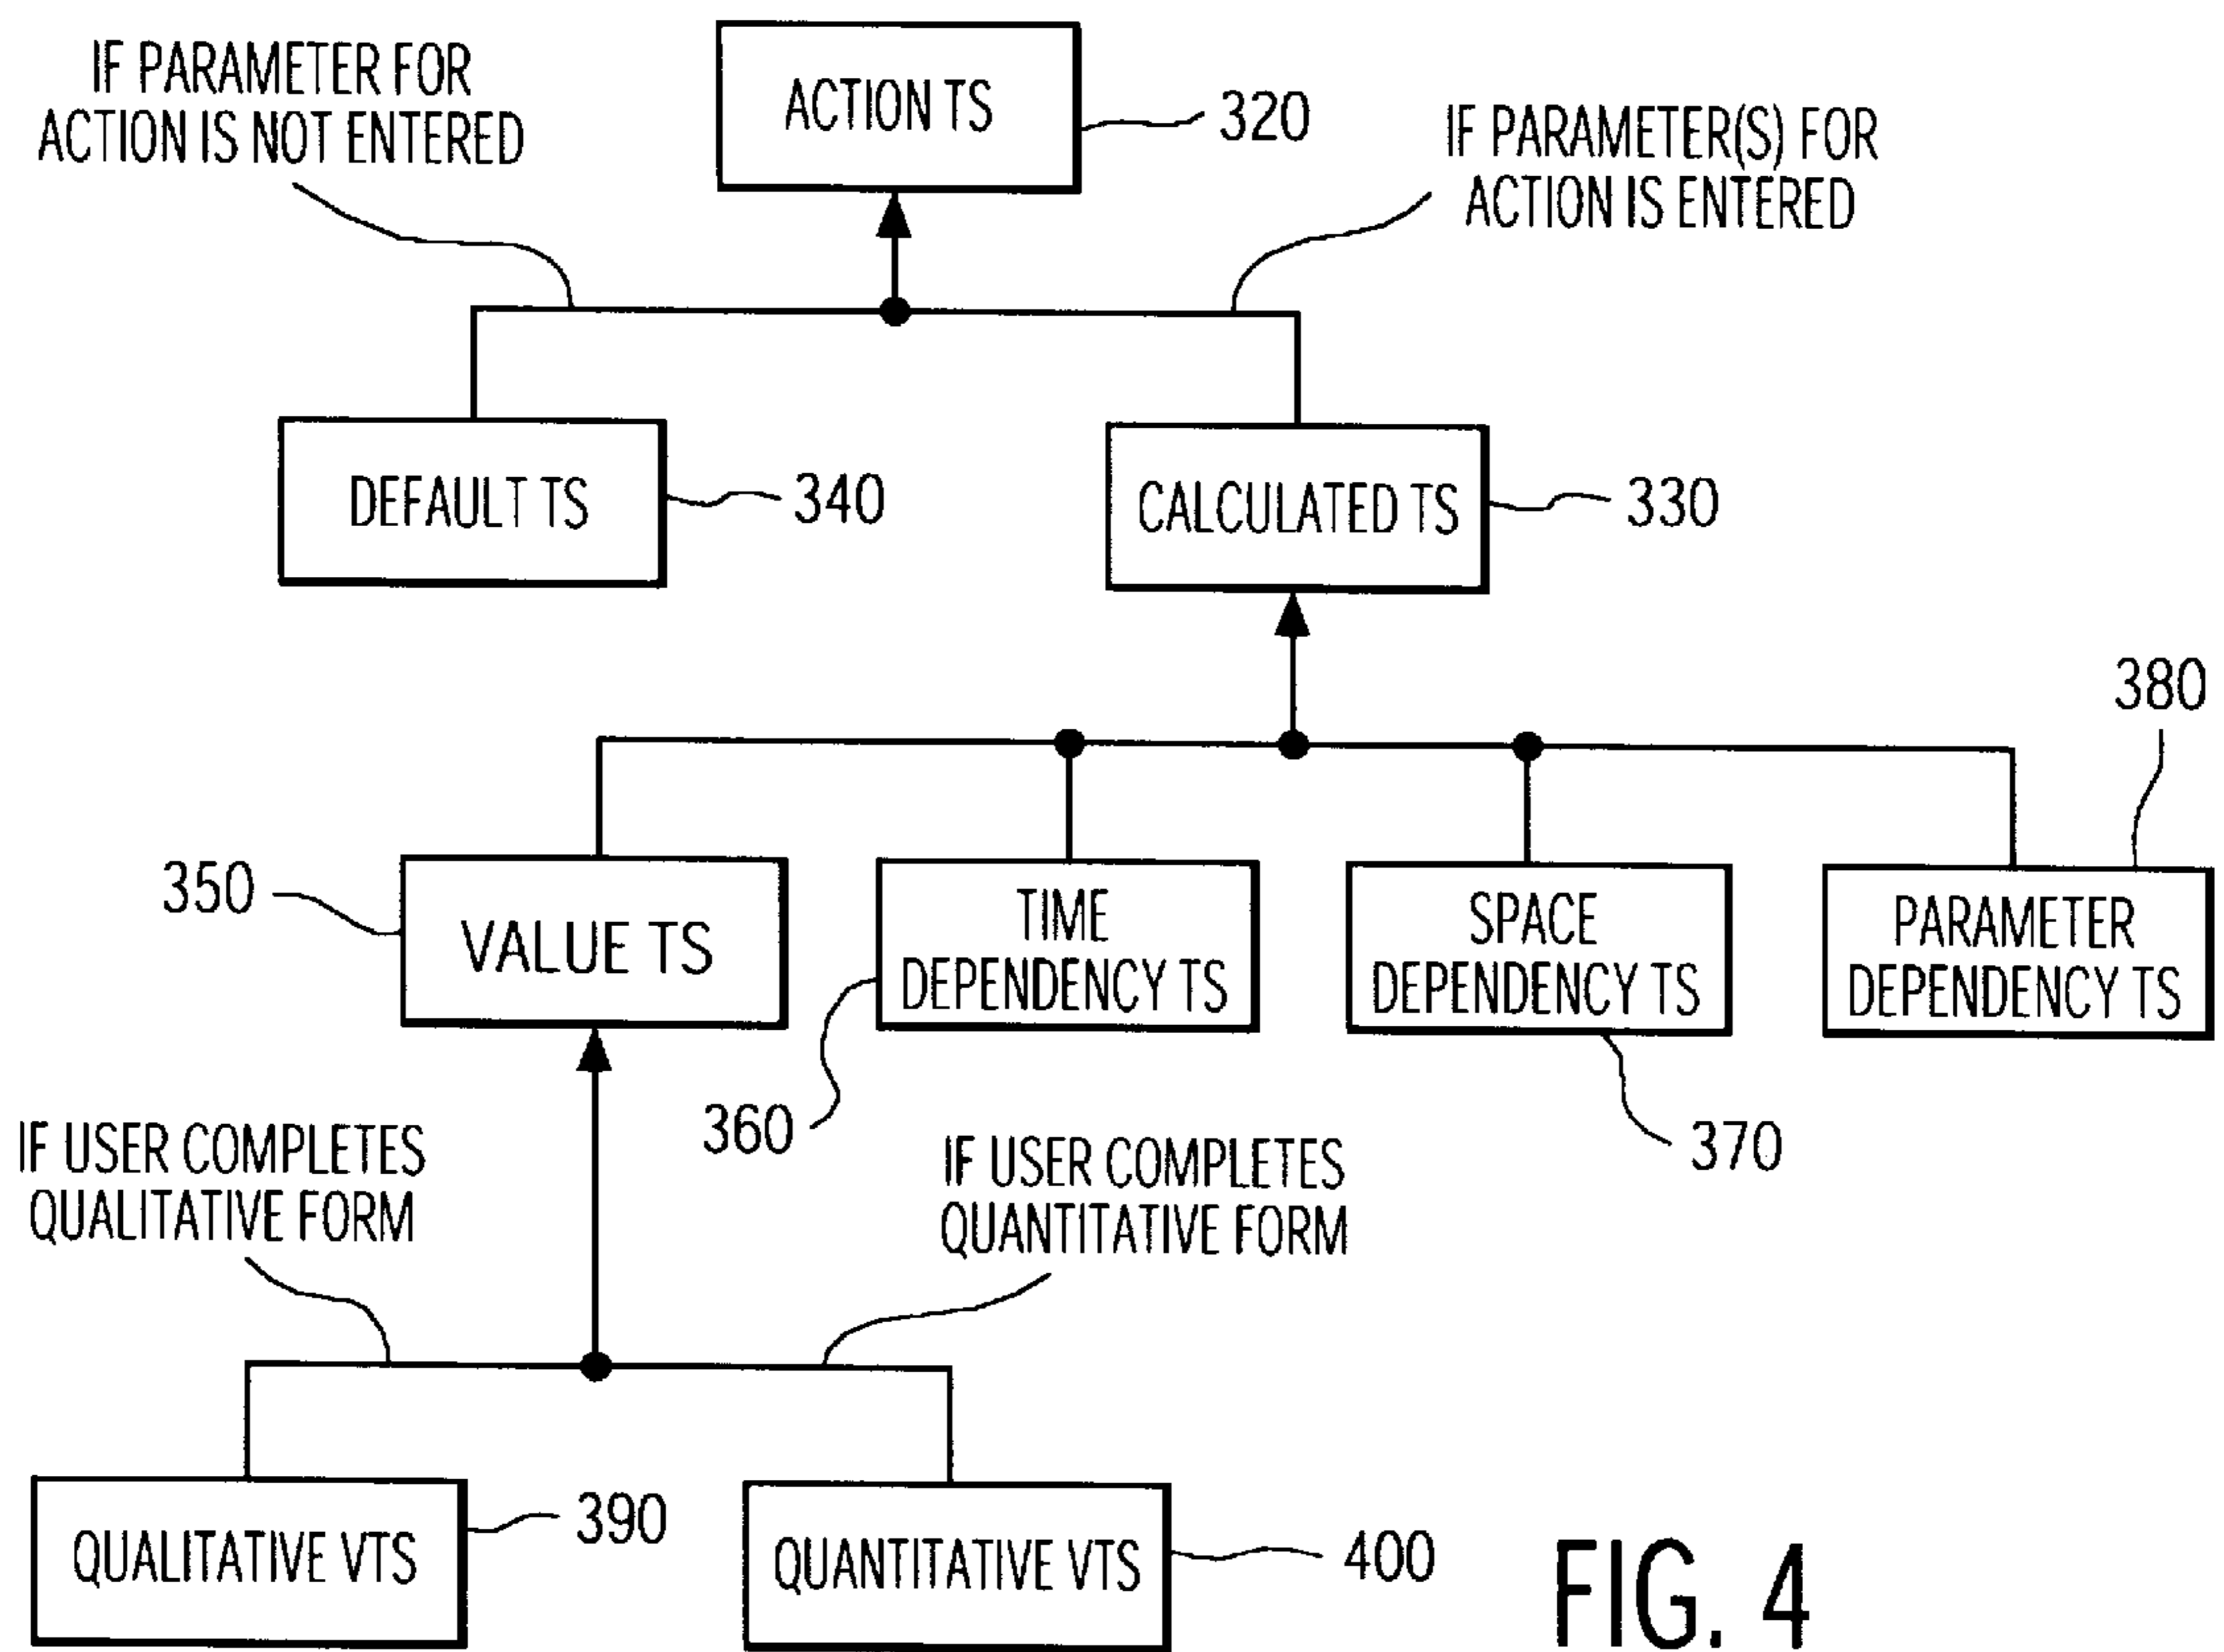 IF PARAMETER FOR
ACTION IS NOT ENTERED
ACTION TS
320
IF PARAMETER(S) FOR
ACTION IS ENTERED
DEFAULT TS
340
CALCULATED TS
330
380
350
VALUE TS
TIME
DEPENDENCY TS
SPACE
DEPENDENCY TS
PARAMETER
DEPENDENCY TS
360
370
IF USER COMPLETES
QUALITATIVE FORM
IF USER COMPLETES
QUANTITATIVE FORM
QUALITATIVE VTS
390
QUANTITATIVE VTS
400
FIG. 4